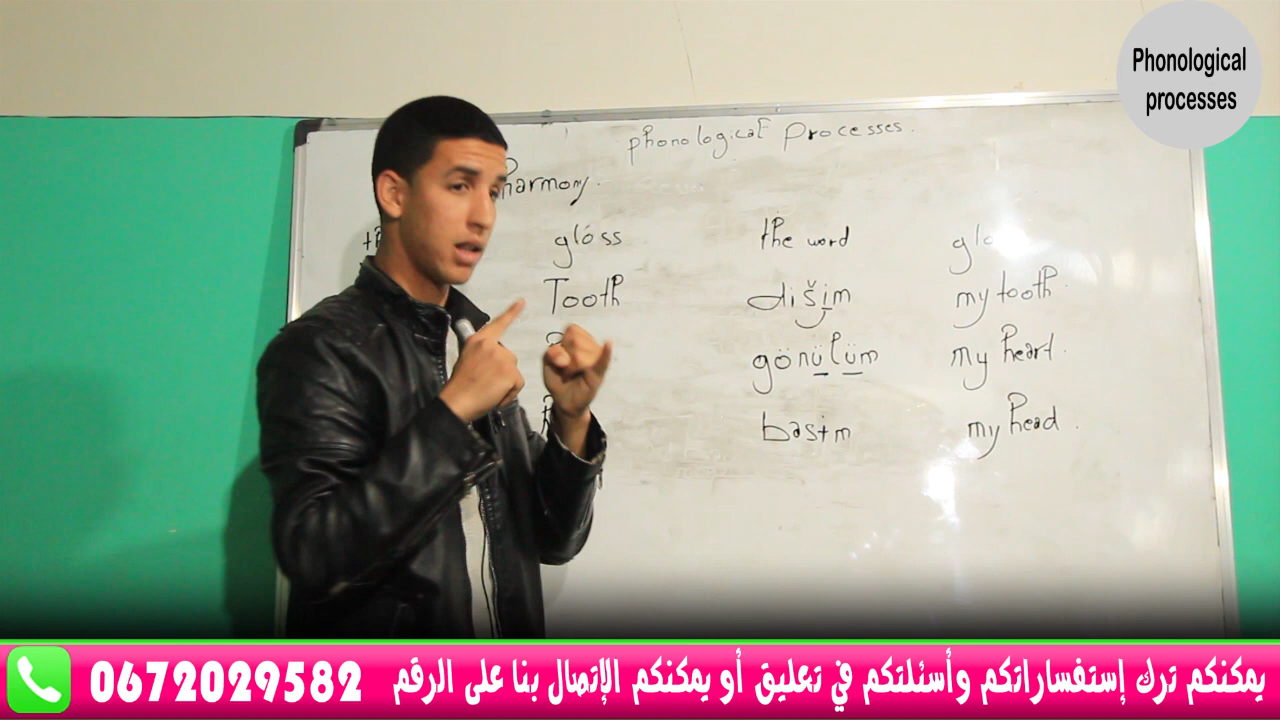 Phonological
processes
phonological processes.
harmony.
gloss the word
Tooth dišim my tooth.
gönülüm my heart.
basim my head.
0672029582 يمكنكم ترك إستفساراتكم وأسئلتكم في تعليق أو يمكنكم الإتصال بنا على الرقم